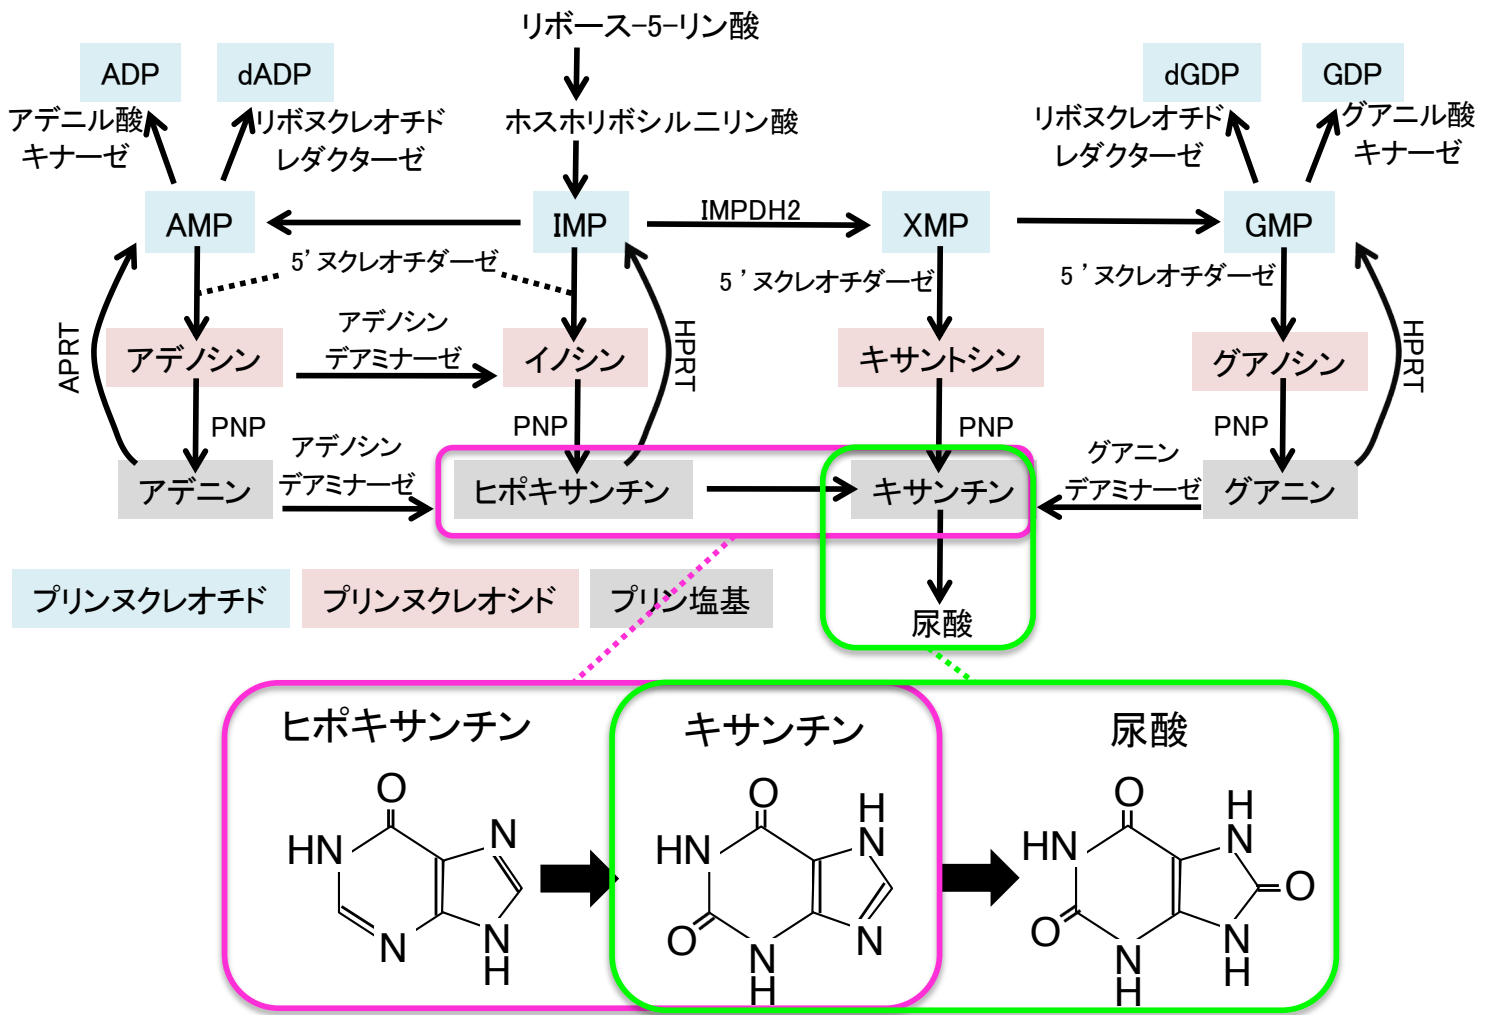 リボース-5-リン酸
ADP
dADP
dGDP
GDP
アデニル酸
キナーゼ
リボヌクレオチド
レダクターゼ
ホスホリボシル二リン酸
リボヌクレオチド
レダクターゼ
グアニル酸
キナーゼ
AMP
IMP
IMPDH2
XMP
GMP
5’ヌクレオチダーゼ
5’ヌクレオチダーゼ
5’ヌクレオチダーゼ
APRT
アデノシン
アデノシン
デアミナーゼ
イノシン
HPRT
キサントシン
グアノシン
HPRT
PNP
PNP
PNP
PNP
アデニン
アデノシン
デアミナーゼ
ヒポキサンチン
キサンチン
グアニン
デアミナーゼ
グアニン
プリンヌクレオチド
プリンヌクレオシド
プリン塩基
尿酸
ヒポキサンチン
キサンチン
尿酸
O
HN
N
N
N
H
O
HN
H
N
O
N
H
N
O
HN
H
N
O
O
N
H
N
H